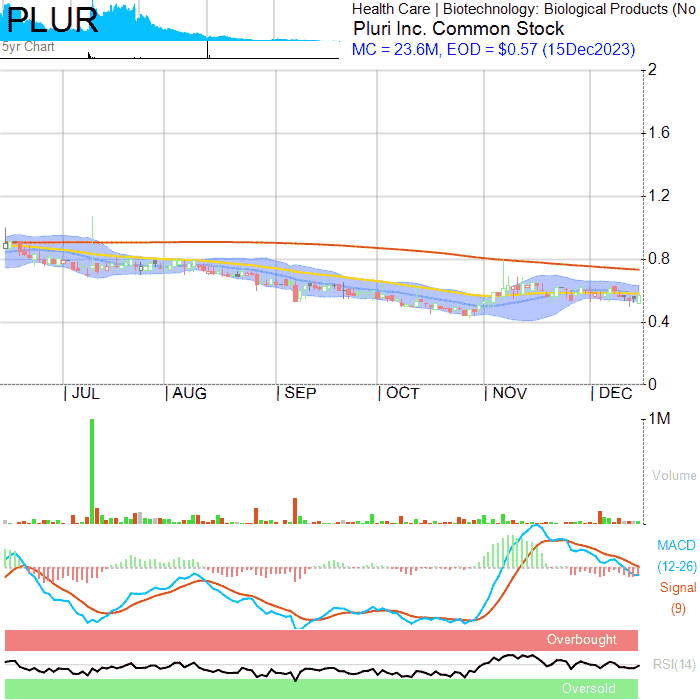 PLUR
Health Care | Biotechnology: Biological Products (No
Pluri Inc. Common Stock
MC = 23.6M, EOD = $0.57 (15Dec2023)
5yr Chart
2
1.6
1.2
0.8
0.4
0
JUL AUG SEP OCT NOV DEC
1M
Volume
MACD
(12-26)
Signal
(9)
Overbought
RSI(14)
Oversold